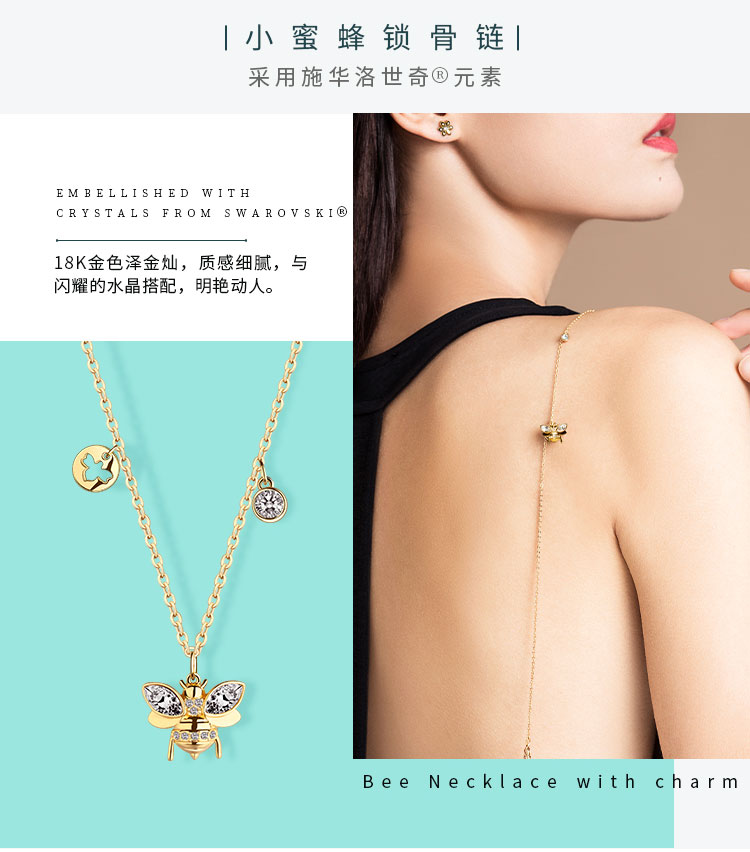 小蜜蜂锁骨链
采用施华洛世奇®元素
EMBELLISHED WITH
CRYSTALS FROM SWAROVSKI®
18K金色泽金灿，质感细腻，与
闪耀的水晶搭配，明艳动人。
Bee Necklace with charm